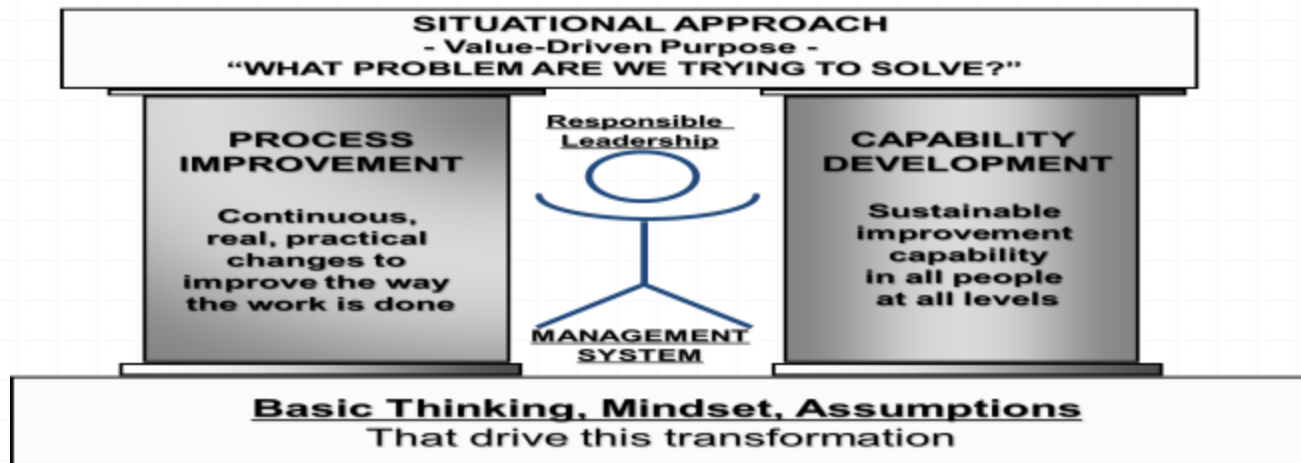 SITUATIONAL APPROACH
- Value-Driven Purpose -
“WHAT PROBLEM ARE WE TRYING TO SOLVE?”
PROCESS
IMPROVEMENT
Continuous,
real, practical
changes to
improve the way
the work is done
Responsible
Leadership
MANAGEMENT
SYSTEM
CAPABILITY
DEVELOPMENT
Sustainable
improvement
capability
in all people
at all levels
Basic Thinking, Mindset, Assumptions
That drive this transformation